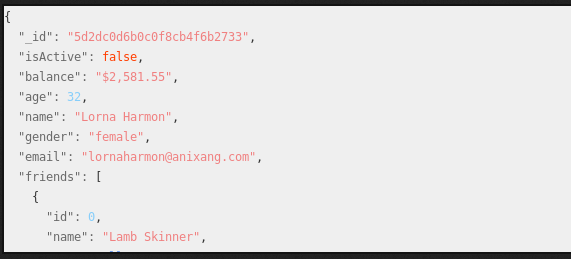 {
  "_id": "5d2dc0d6b0c0f8cb4f6b2733",
  "isActive": false,
  "balance": "$2,581.55",
  "age": 32,
  "name": "Lorna Harmon",
  "gender": "female",
  "email": "lornaharmon@anixang.com",
  "friends": [
    {
      "id": 0,
      "name": "Lamb Skinner",